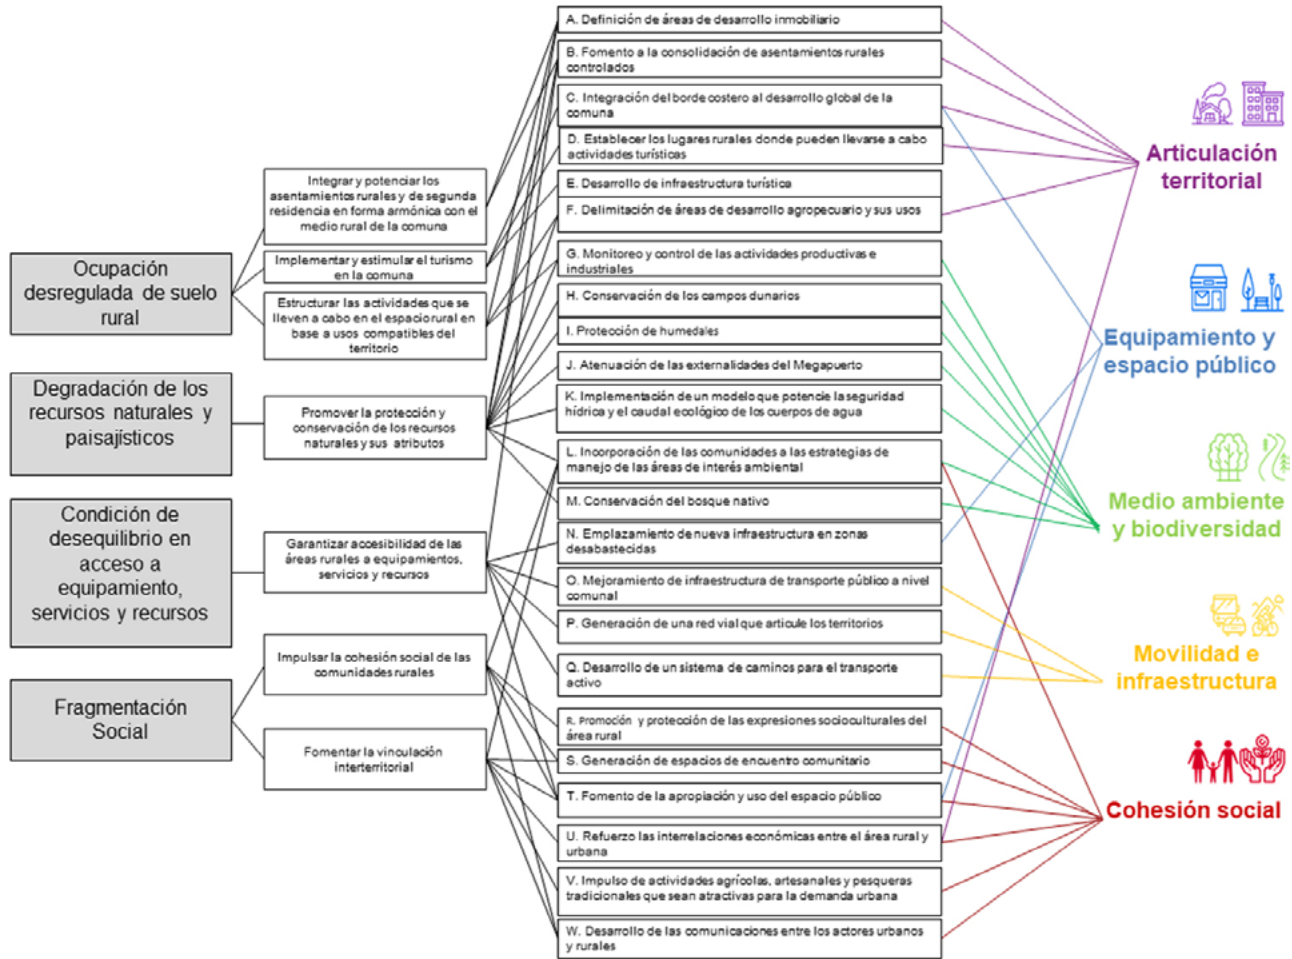 Ocupación
desregulada de suelo
rural
Degradación de los
recursos naturales y
paisajísticos
Condición de
desequilibrio en
acceso a
equipamiento,
servicios y recursos
Fragmentación
Social
Integrar y potenciar los
asentamientos rurales y de segunda
residencia en forma armónica con el
medio rural de la comuna
Implementar y estimular el turismo
en la comuna
Estructurar las actividades que se
lleven a cabo en el espacio rural en
base a usos compatibles del
territorio
Promover la protección y
conservación de los recursos
naturales y sus atributos
Garantizar accesibilidad de las
áreas rurales a equipamientos,
servicios y recursos
Impulsar la cohesión social de las
comunidades rurales
Fomentar la vinculación
interterritorial
A. Definición de áreas de desarrollo inmobiliario
B. Fomento a la consolidación de asentamientos rurales
controlados
C. Integración del borde costero al desarrollo global de la
comuna
D. Establecer los lugares rurales donde pueden llevarse a cabo
actividades turísticas
E. Desarrollo de infraestructura turística
F. Delimitación de áreas de desarrollo agropecuario y sus usos
G. Monitoreo y control de las actividades productivas e
industriales
H. Conservación de los campos dunarios
I. Protección de humedales
J. Atenuación de las externalidades del Megapuerto
K. Implementación de un modelo que potencie la seguridad
hídrica y el caudal ecológico de los cuerpos de agua
L. Incorporación de las comunidades a las estrategias de
manejo de las áreas de interés ambiental
M. Conservación del bosque nativo
N. Emplazamiento de nueva infraestructura en zonas
desabastecidas
O. Mejoramiento de infraestructura de transporte público a nivel
comunal
P. Generación de una red vial que articule los territorios
Q. Desarrollo de un sistema de caminos para el transporte
activo
R. Promoción y protección de las expresiones socioculturales del
área rural
S. Generación de espacios de encuentro comunitario
T. Fomento de la apropiación y uso del espacio público
U. Refuerzo las interrelaciones económicas entre el área rural y
urbana
V. Impulso de actividades agrícolas, artesanales y pesqueras
tradicionales que sean atractivas para la demanda urbana
W. Desarrollo de las comunicaciones entre los actores urbanos
y rurales
Articulación
territorial
Equipamiento y
espacio público
Medio ambiente
y biodiversidad
Movilidad e
infraestructura
Cohesión social